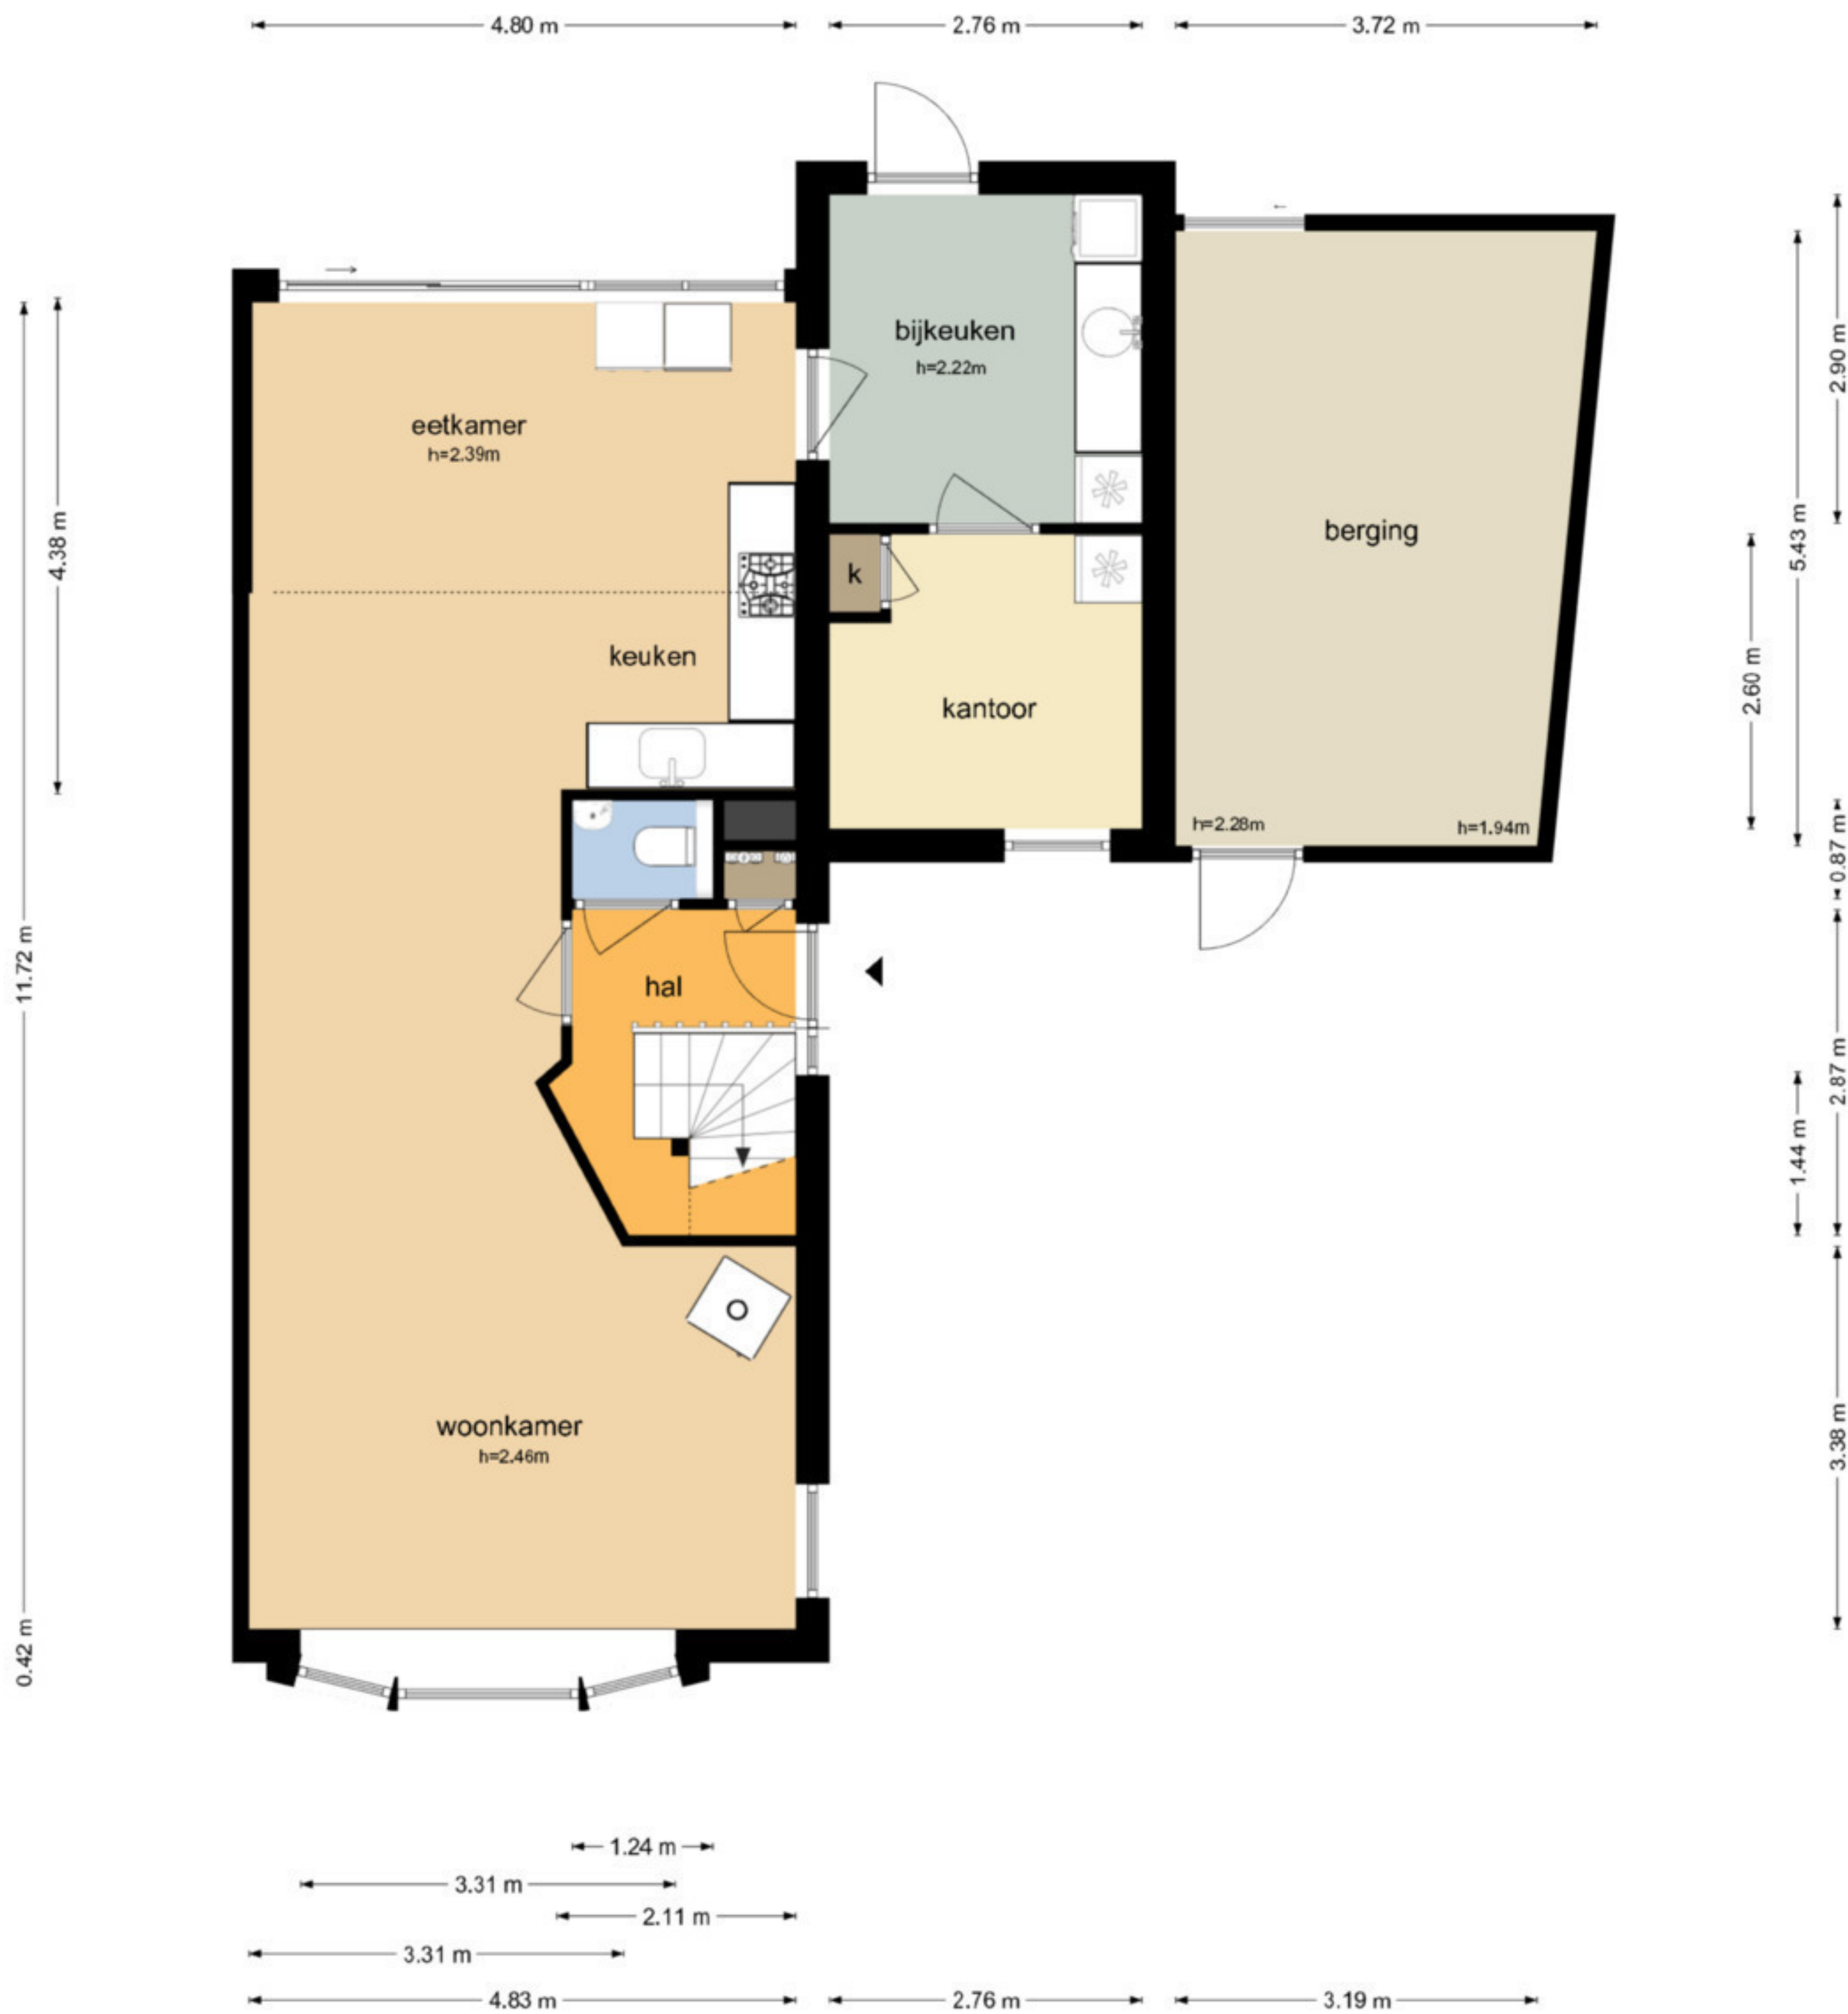 4.80 m
2.76 m
3.72 m
bijkeuken
h=2.22m
2.90 m
eetkamer
h=2.39m
4.38 m
berging
5.43 m
k
keuken
kantoor
2.60 m
h=2.28m
h=1.94m
0.87 m
11.72 m
hal
2.87 m
1.44 m
woonkamer
h=2.46m
3.38 m
0.42 m
1.24 m
3.31 m
2.11 m
3.31 m
4.83 m
2.76 m
3.19 m